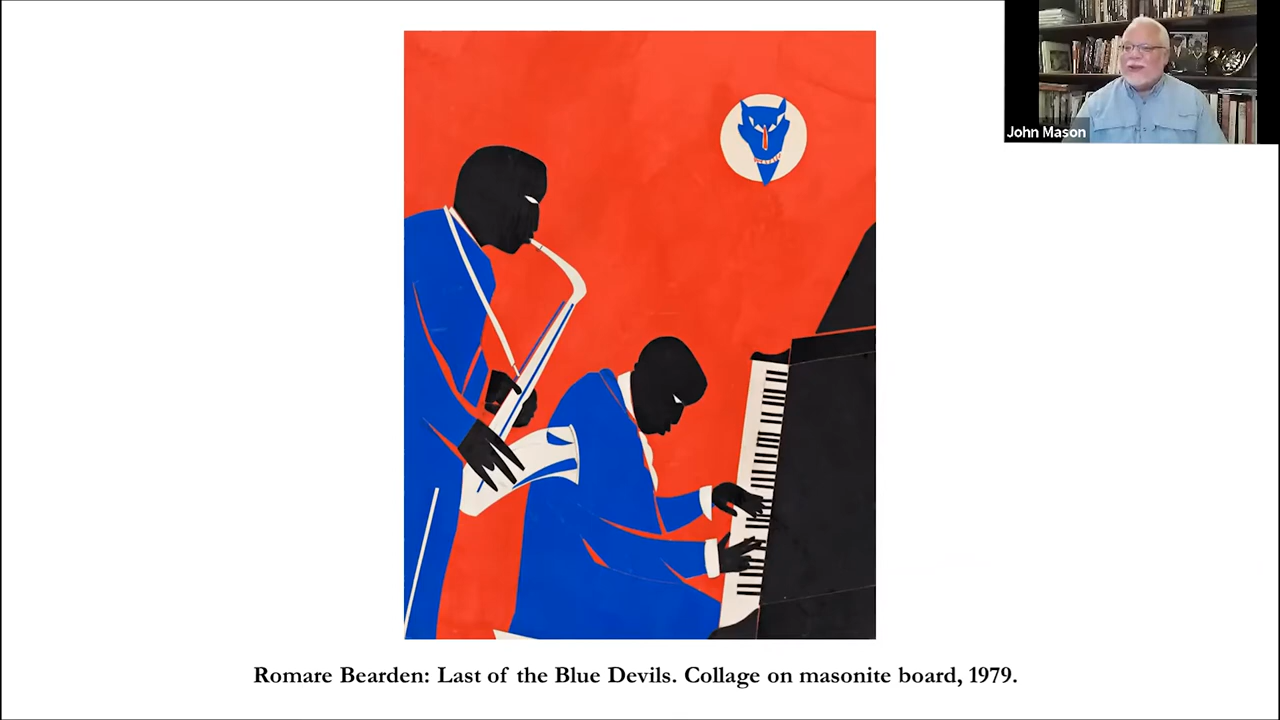 John Mason
Romare Bearden: Last of the Blue Devils. Collage on masonite board, 1979.